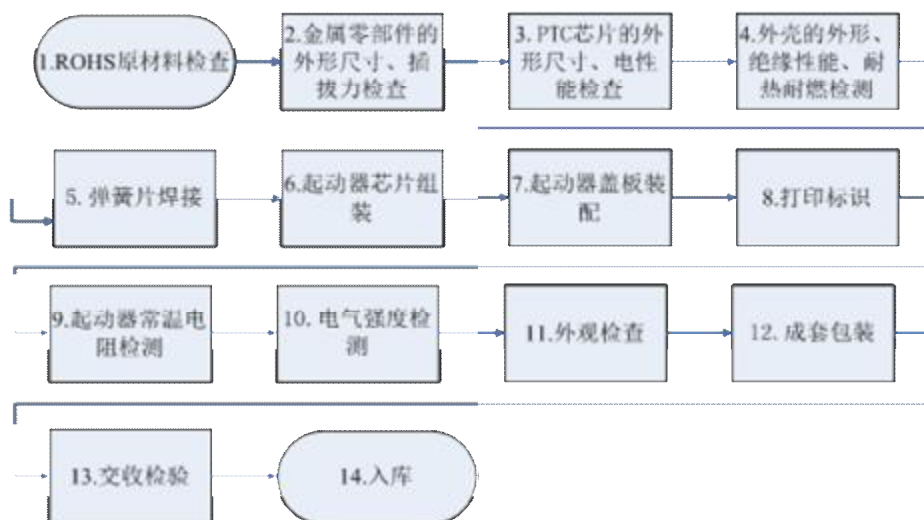 1.ROHS原材料检查
2.金属零部件的
外形尺寸、插
拔力检查
3. PTC芯片的外
形尺寸、电性
能检查
4.外壳的外形、
绝缘性能、耐
热耐燃检测
5. 弹簧片焊接
6.起动器芯片组
装
7.起动器盖板装
配
8.打印标识
9.起动器常温电
阻检测
10. 电气强度检
测
11.外观检查
12. 成套包装
13.交收检验
14.入库